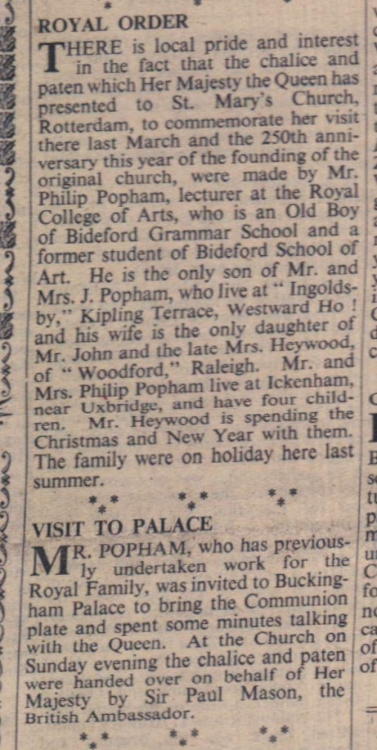 ROYAL ORDER
THERE is local pride and interest
in the fact that the chalice and
paten which Her Majesty the Queen has
presented to St. Mary's Church,
Rotterdam, to commemorate her visit
there last March and the 250th anni-
versary this year of the founding of the
original church, were made by Mr.
Philip Popham, lecturer at the Royal
College of Arts, who is an Old Boy
of Bideford Grammar School and a
former student of Bideford School of
Art. He is the only son of Mr. and
Mrs. J. Popham, who live at " Ingolds-
by," Kipling Terrace, Westward Ho !
and his wife is the only daughter of
Mr. John and the late Mrs. Heywood,
of " Woodford," Raleigh. Mr. and
Mrs. Philip Popham live at Ickenham,
near Uxbridge, and have four child-
ren. Mr. Heywood is spending the
Christmas and New Year with them.
The family were on holiday here last
summer.
VISIT TO PALACE
MR. POPHAM, who has previous-
ly undertaken work for the
Royal Family, was invited to Bucking-
ham Palace to bring the Communion
plate and spent some minutes talking
with the Queen. At the Church on
Sunday evening the chalice and paten
were handed over on behalf of Her
Majesty by Sir Paul Mason, the
British Ambassador.